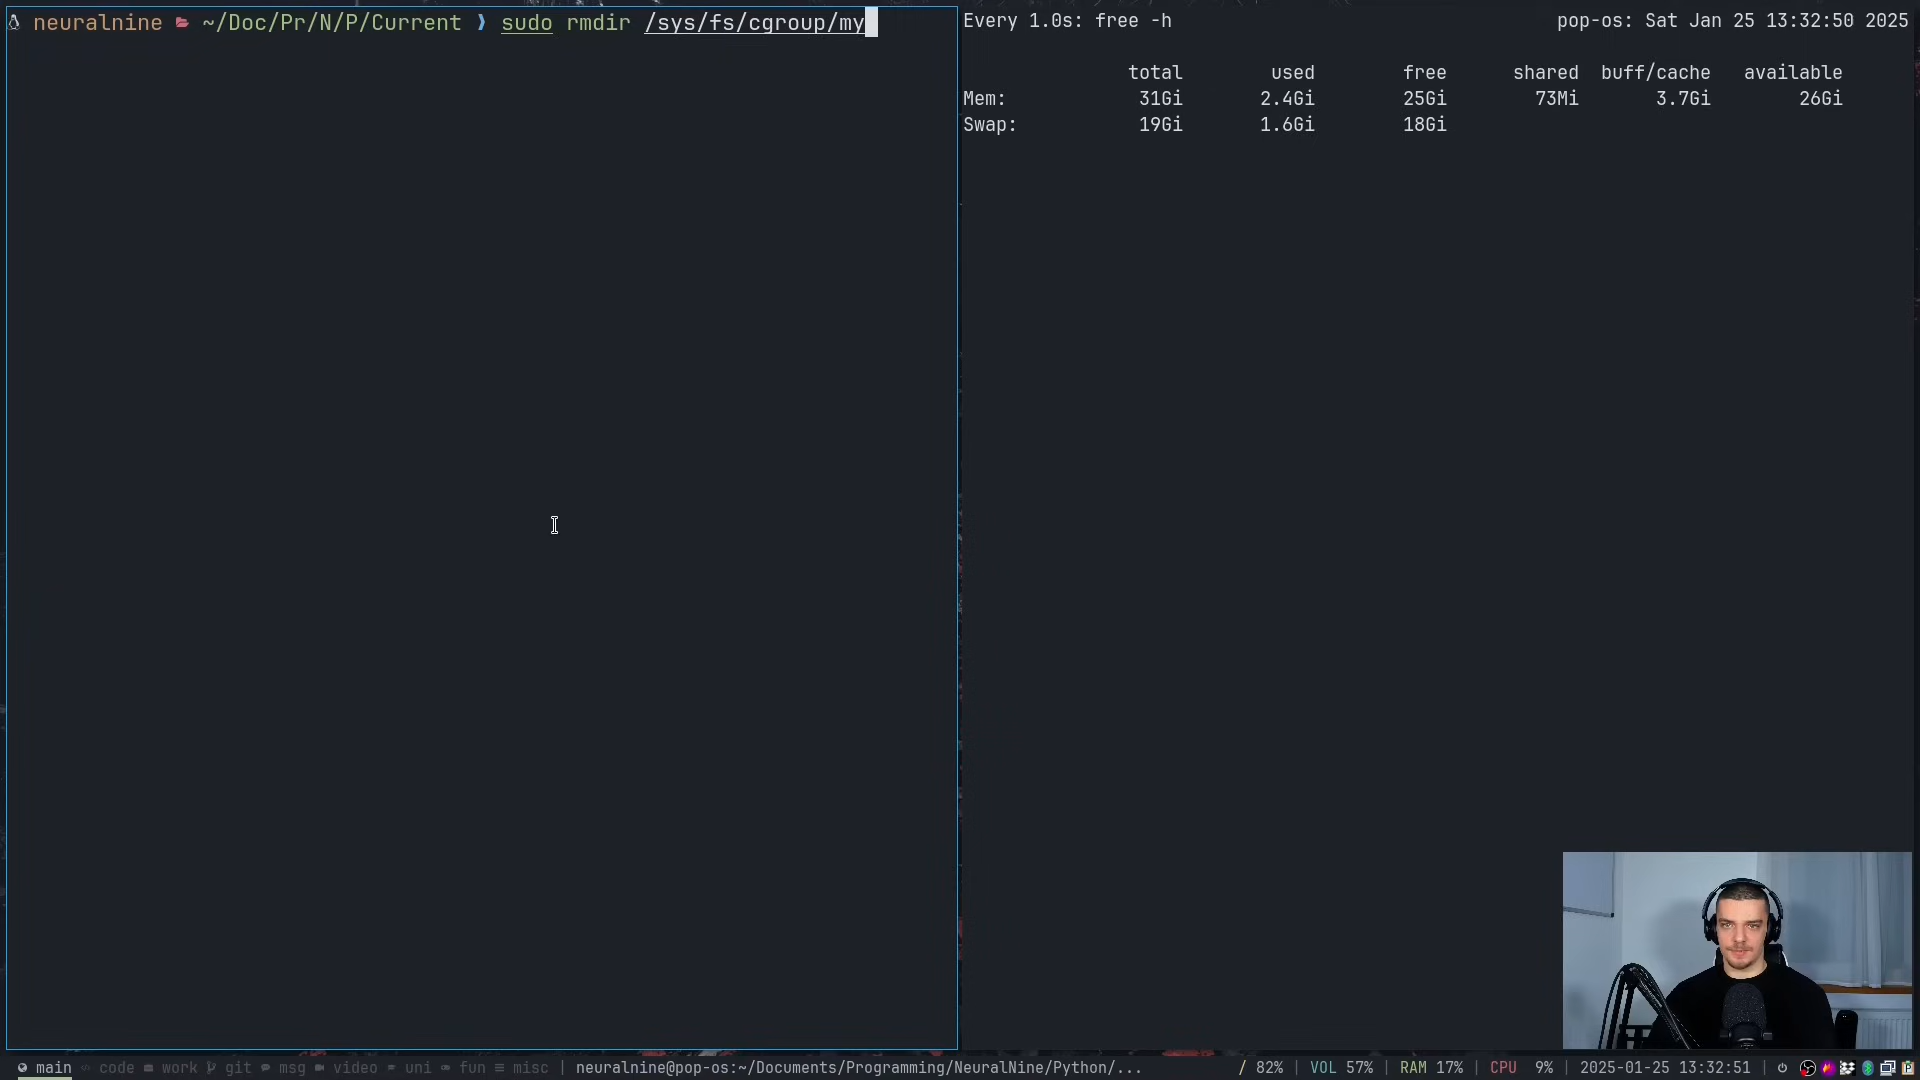 neuralnine ~/Doc/Pr/N/P/Current ❯ sudo rmdir /sys/fs/cgroup/my
Every 1.0s: free -h pop-os: Sat Jan 25 13:32:50 2025
total used free shared buff/cache available
Mem: 31Gi 2.4Gi 25Gi 73Mi 3.7Gi 26Gi
Swap: 19Gi 1.6Gi 18Gi
main code work git msg video uni fun misc | neuralnine@pop-os:~/Documents/Programming/NeuralNine/Python/... / 82% | VOL 57% | RAM 17% | CPU 9% | 2025-01-25 13:32:51 |